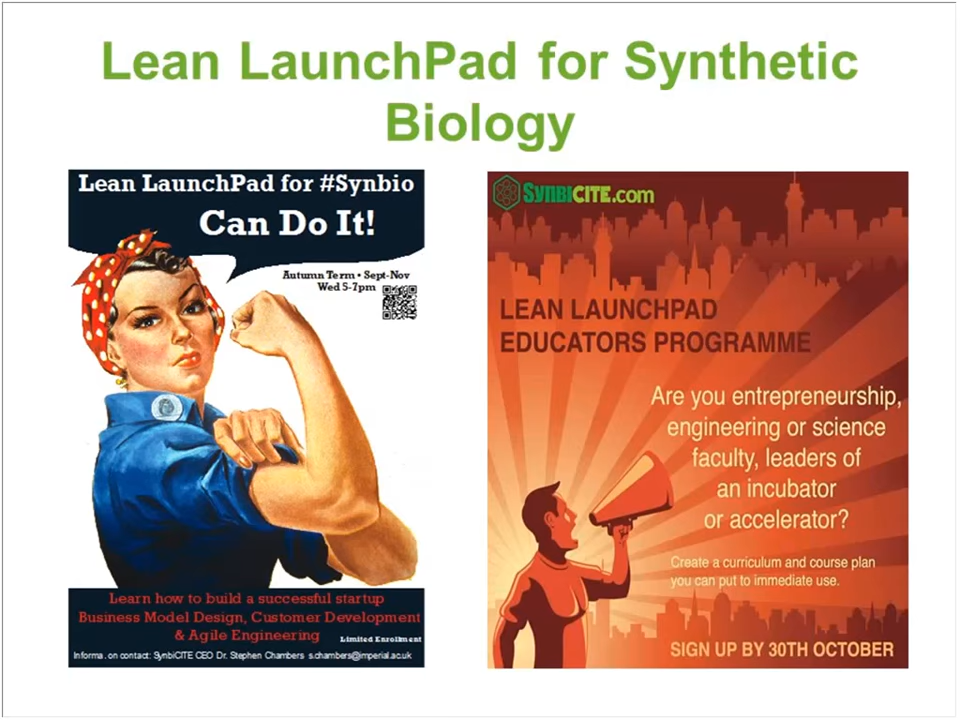 Lean LaunchPad for Synthetic
Biology
Lean LaunchPad for #Synbio
Can Do It!
Autumn Term • Sept-Nov
Wed 5-7pm
Learn how to build a successful startup
Business Model Design, Customer Development
& Agile Engineering
Limited Enrollment
Informa . on contact: SynbiCITE CEO Dr. Stephen Chambers s.chambers@imperial.ac.uk
SYNBICITE.com
LEAN LAUNCHPAD
EDUCATORS PROGRAMME
Are you entrepreneurship,
engineering or science
faculty, leaders of
an incubator
or accelerator?
Create a curriculum and course plan
you can put to immediate use.
SIGN UP BY 30TH OCTOBER